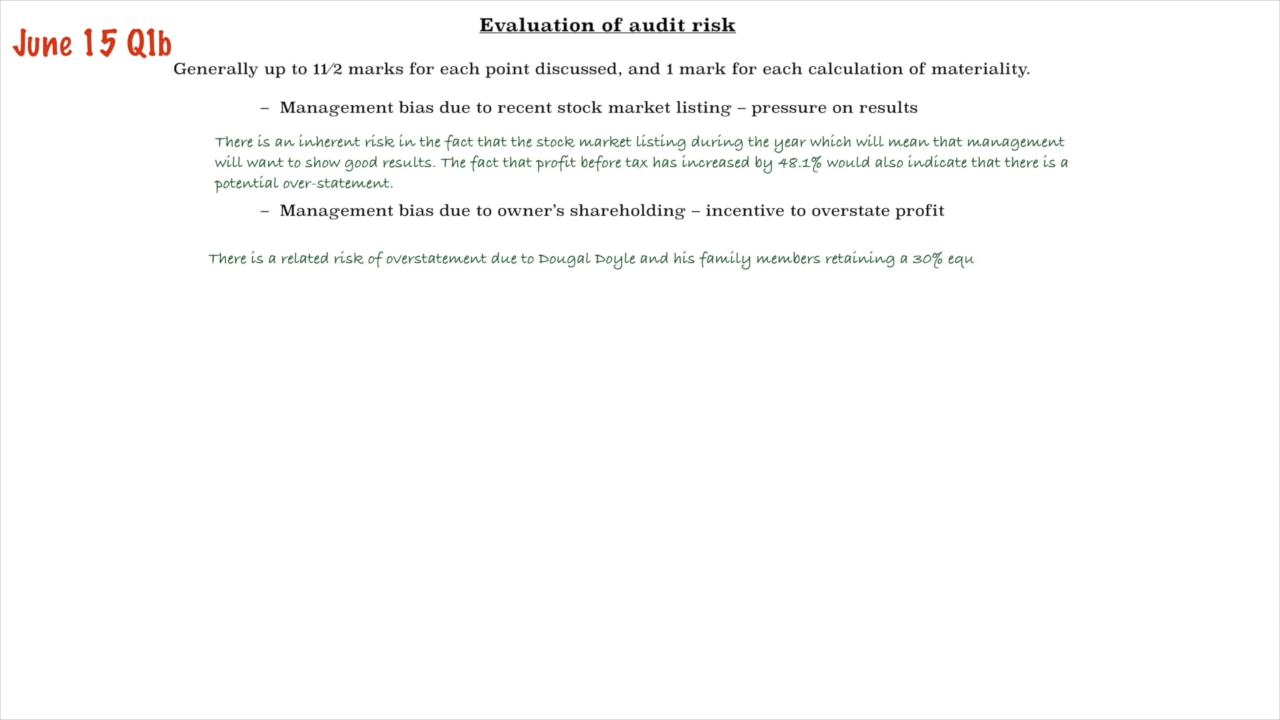 Evaluation of audit risk
June 15 Q1b
Generally up to 11⁄2 marks for each point discussed, and 1 mark for each calculation of materiality.
– Management bias due to recent stock market listing – pressure on results
There is an inherent risk in the fact that the stock market listing during the year which will mean that management
will want to show good results. The fact that profit before tax has increased by 48.1% would also indicate that there is a
potential over-statement.
– Management bias due to owner's shareholding – incentive to overstate profit
There is a related risk of overstatement due to Dougal Doyle and his family members retaining a 30% equ